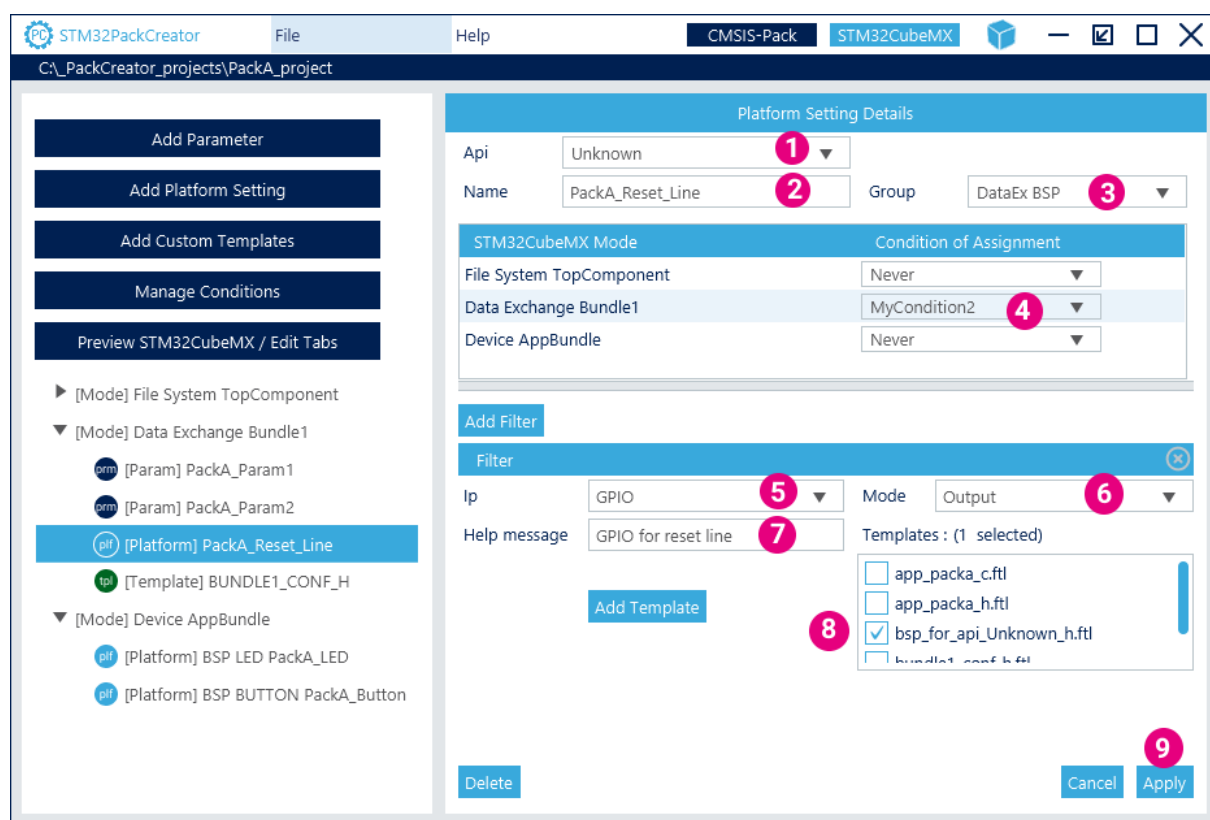 PC STM32PackCreator File Help CMSIS-Pack STM32CubeMX
C:\_PackCreator_projects\PackA_project
Add Parameter
Add Platform Setting
Add Custom Templates
Manage Conditions
Preview STM32CubeMX / Edit Tabs
[Mode] File System TopComponent
[Mode] Data Exchange Bundle1
prm [Param] PackA_Param1
prm [Param] PackA_Param2
plf [Platform] PackA_Reset_Line
tpl [Template] BUNDLE1_CONF_H
[Mode] Device AppBundle
plf [Platform] BSP LED PackA_LED
plf [Platform] BSP BUTTON PackA_Button
Platform Setting Details
Api Unknown 1
Name PackA_Reset_Line 2 Group DataEx BSP 3
STM32CubeMX Mode Condition of Assignment
File System TopComponent Never
Data Exchange Bundle1 MyCondition2 4
Device AppBundle Never
Add Filter
Filter
Ip GPIO 5 Mode Output 6
Help message GPIO for reset line 7 Templates : (1 selected)
app_packa_c.ftl
Add Template app_packa_h.ftl
8 bsp_for_api_Unknown_h.ftl
bundle1_conf_h.ftl
9
Delete Cancel Apply